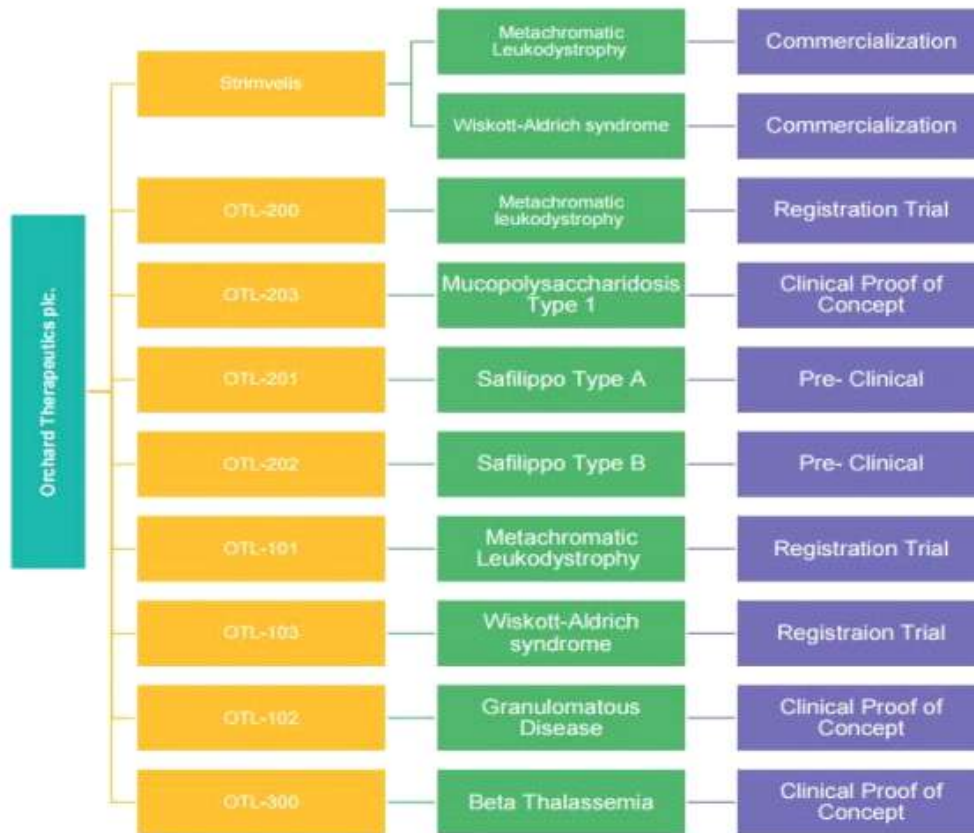 Orchard Therapeutics plc.
Strimvelis
Metachromatic
Leukodystrophy
Commercialization
Wiskott-Aldrich syndrome
Commercialization
OTL-200
Metachromatic
leukodystrophy
Registration Trial
OTL-203
Mucopolysaccharidosis
Type 1
Clinical Proof of
Concept
OTL-201
Safilippo Type A
Pre- Clinical
OTL-202
Safilippo Type B
Pre- Clinical
OTL-101
Metachromatic
Leukodystrophy
Registration Trial
OTL-103
Wiskott-Aldrich
syndrome
Registraion Trial
OTL-102
Granulomatous
Disease
Clinical Proof of
Concept
OTL-300
Beta Thalassemia
Clinical Proof of
Concept